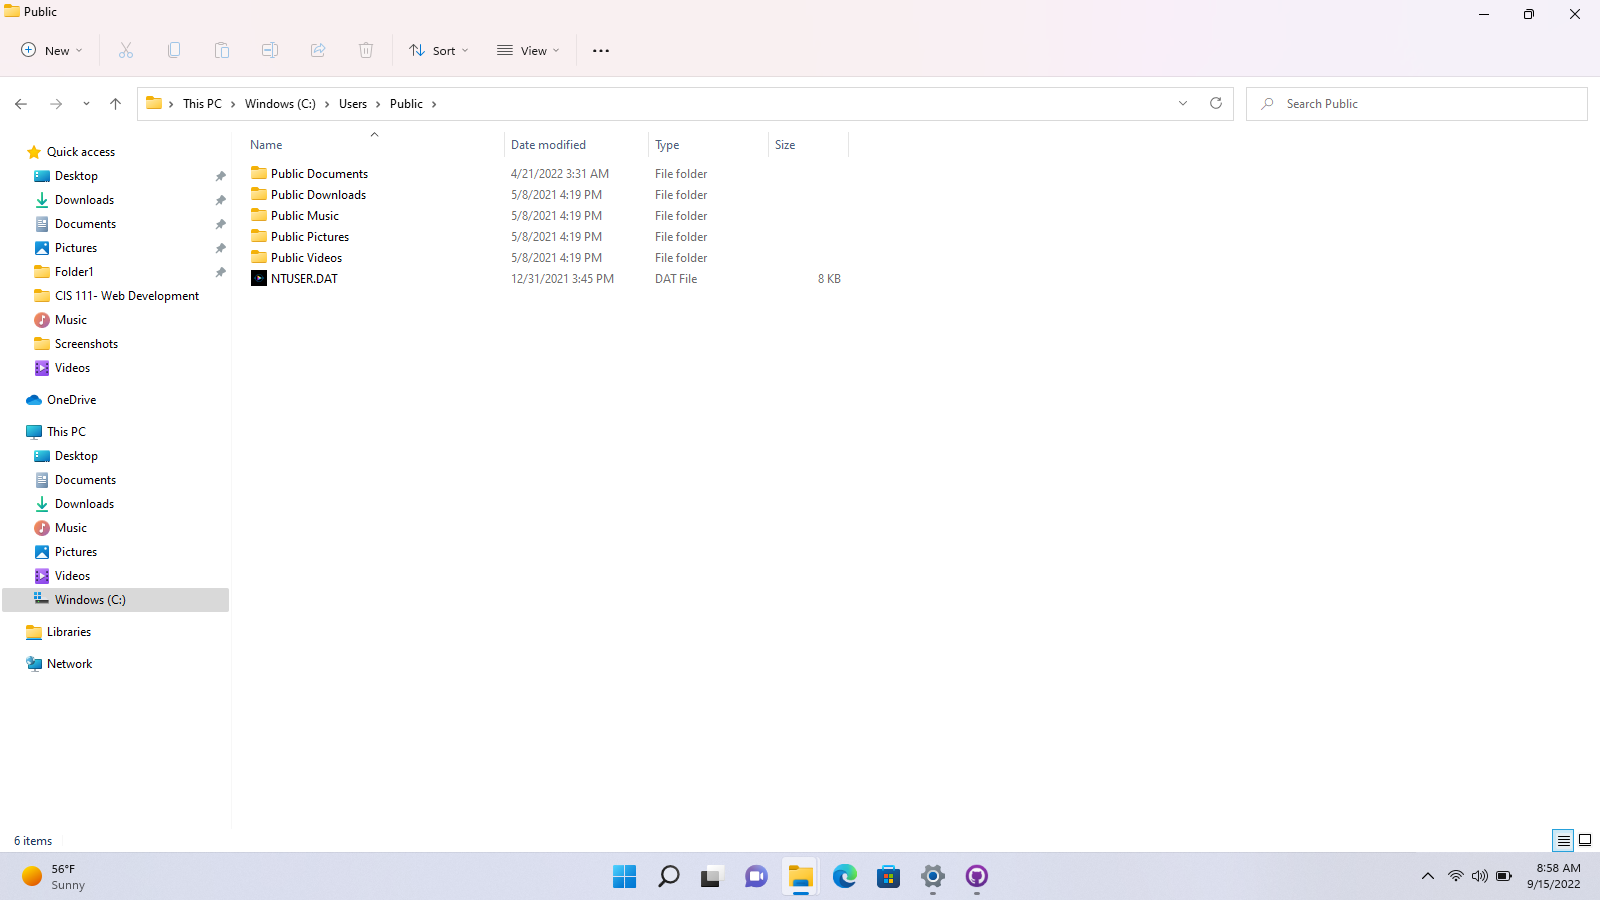 Public
New
Sort
View
This PC
Windows (C:)
Users
Public
Search Public
Name
Date modified
Type
Size
Public Documents 4/21/2022 3:31 AM File folder
Public Downloads 5/8/2021 4:19 PM File folder
Public Music 5/8/2021 4:19 PM File folder
Public Pictures 5/8/2021 4:19 PM File folder
Public Videos 5/8/2021 4:19 PM File folder
NTUSER.DAT 12/31/2021 3:45 PM DAT File 8 KB
Quick access
Desktop
Downloads
Documents
Pictures
Folder1
CIS 111- Web Development
Music
Screenshots
Videos
OneDrive
This PC
Desktop
Documents
Downloads
Music
Pictures
Videos
Windows (C:)
Libraries
Network
6 items
56°F
Sunny
8:58 AM
9/15/2022